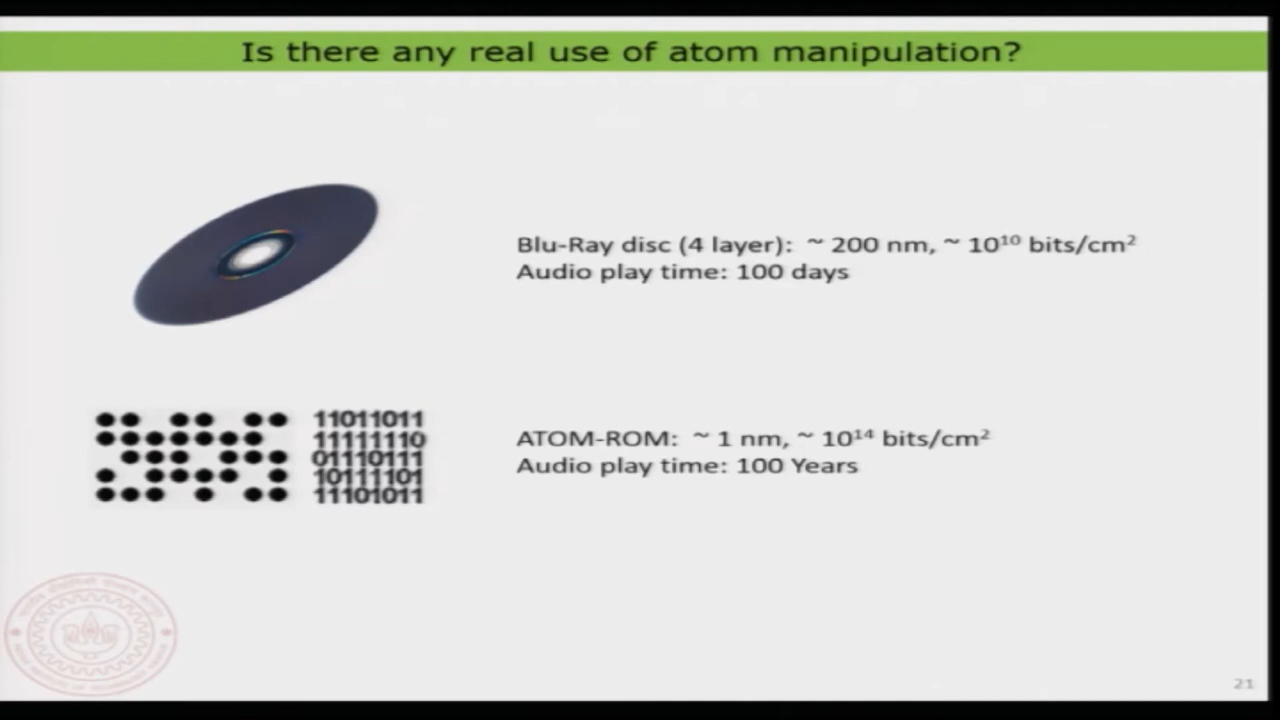 Is there any real use of atom manipulation?
Blu-Ray disc (4 layer): ~ 200 nm, ~ 10¹⁰ bits/cm²
Audio play time: 100 days
11011011
11111110
01110111
10111101
11101011
ATOM-ROM: ~ 1 nm, ~ 10¹⁴ bits/cm²
Audio play time: 100 Years
21